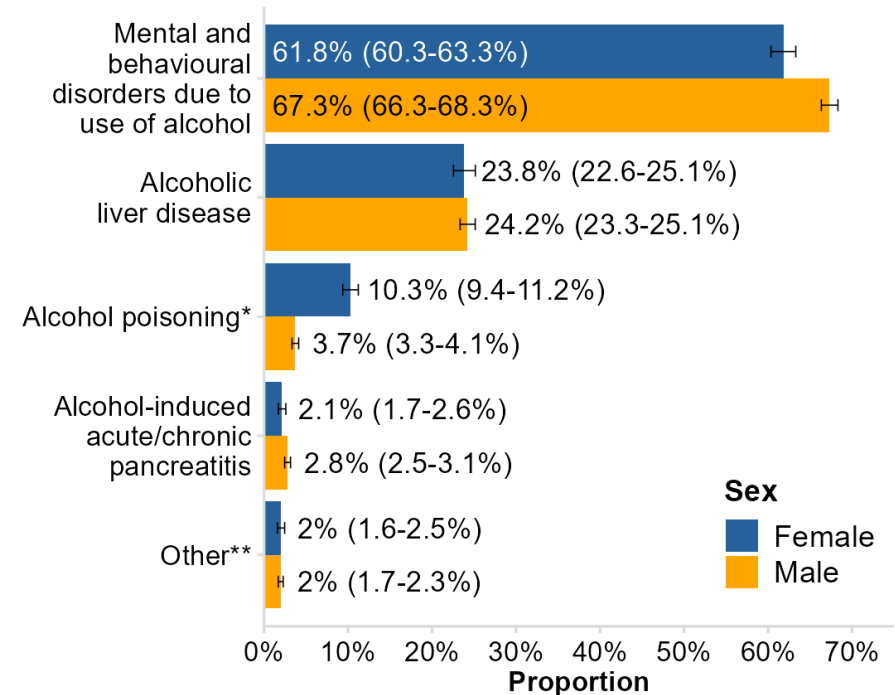 Mental and
behavioural
disorders due to
use of alcohol
61.8% (60.3-63.3%)
67.3% (66.3-68.3%)
Alcoholic
liver disease
23.8% (22.6-25.1%)
24.2% (23.3-25.1%)
Alcohol poisoning*
10.3% (9.4-11.2%)
3.7% (3.3-4.1%)
Alcohol-induced
acute/chronic
pancreatitis
2.1% (1.7-2.6%)
2.8% (2.5-3.1%)
Other**
2% (1.6-2.5%)
2% (1.7-2.3%)
Sex
Female
Male
0% 10% 20% 30% 40% 50% 60% 70%
Proportion